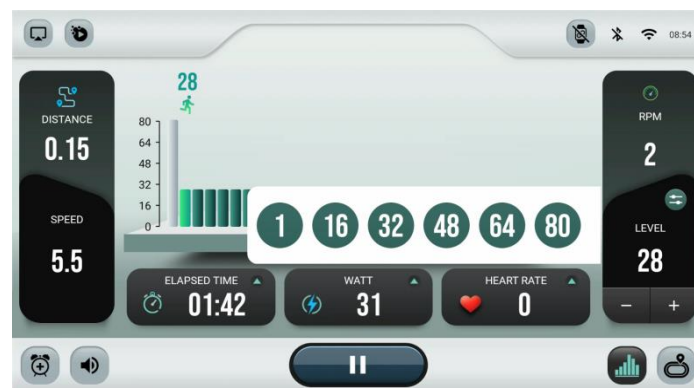 08:54
28
DISTANCE
0.15
SPEED
5.5
80
64
48
32
16
0
1 16 32 48 64 80
RPM
2
LEVEL
28
− +
ELAPSED TIME
01:42
WATT
31
HEART RATE
0